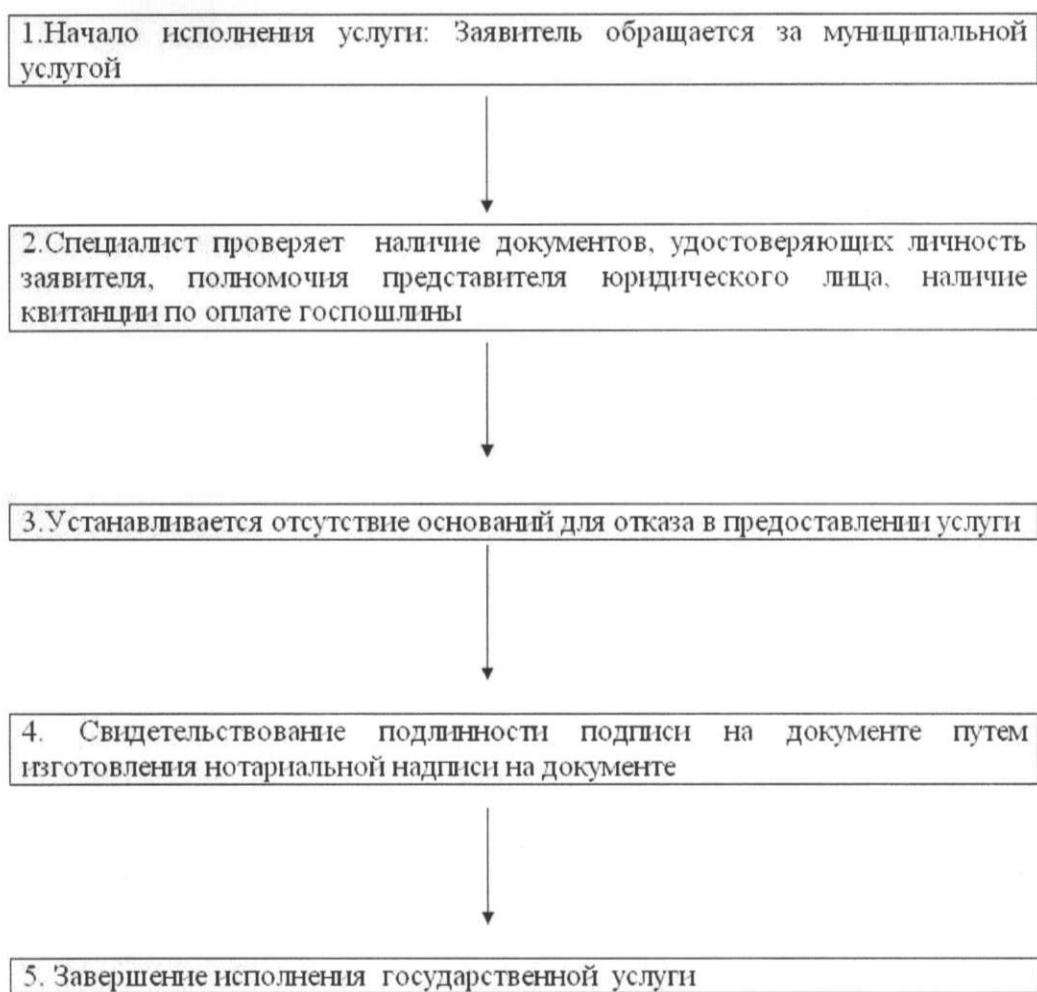 1.Начало исполнения услуги: Заявитель обращается за муниципальной
услугой
2.Специалист проверяет наличие документов, удостоверяющих личность
заявителя, полномочия представителя юридического лица, наличие
квитанции по оплате госпошлины
3.Устанавливается отсутствие оснований для отказа в предоставлении услуги
4. Свидетельствование подлинности подписи на документе путем
изготовления нотариальной надписи на документе
5. Завершение исполнения государственной услуги